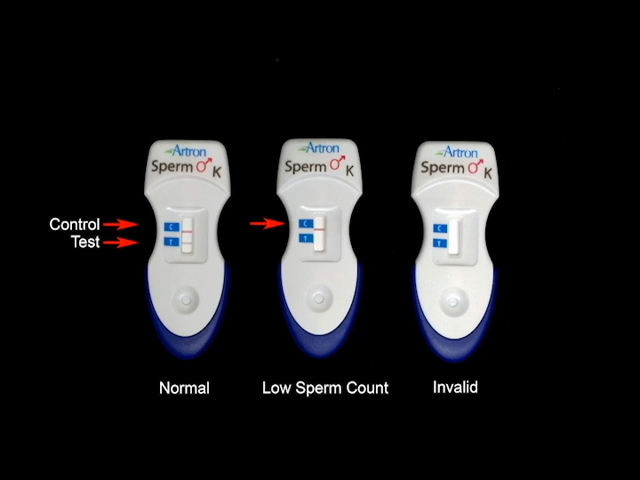 Artron
Sperm K
C
T
Artron
Sperm K
C
T
Artron
Sperm K
C
T
Control
Test
Normal
Low Sperm Count
Invalid